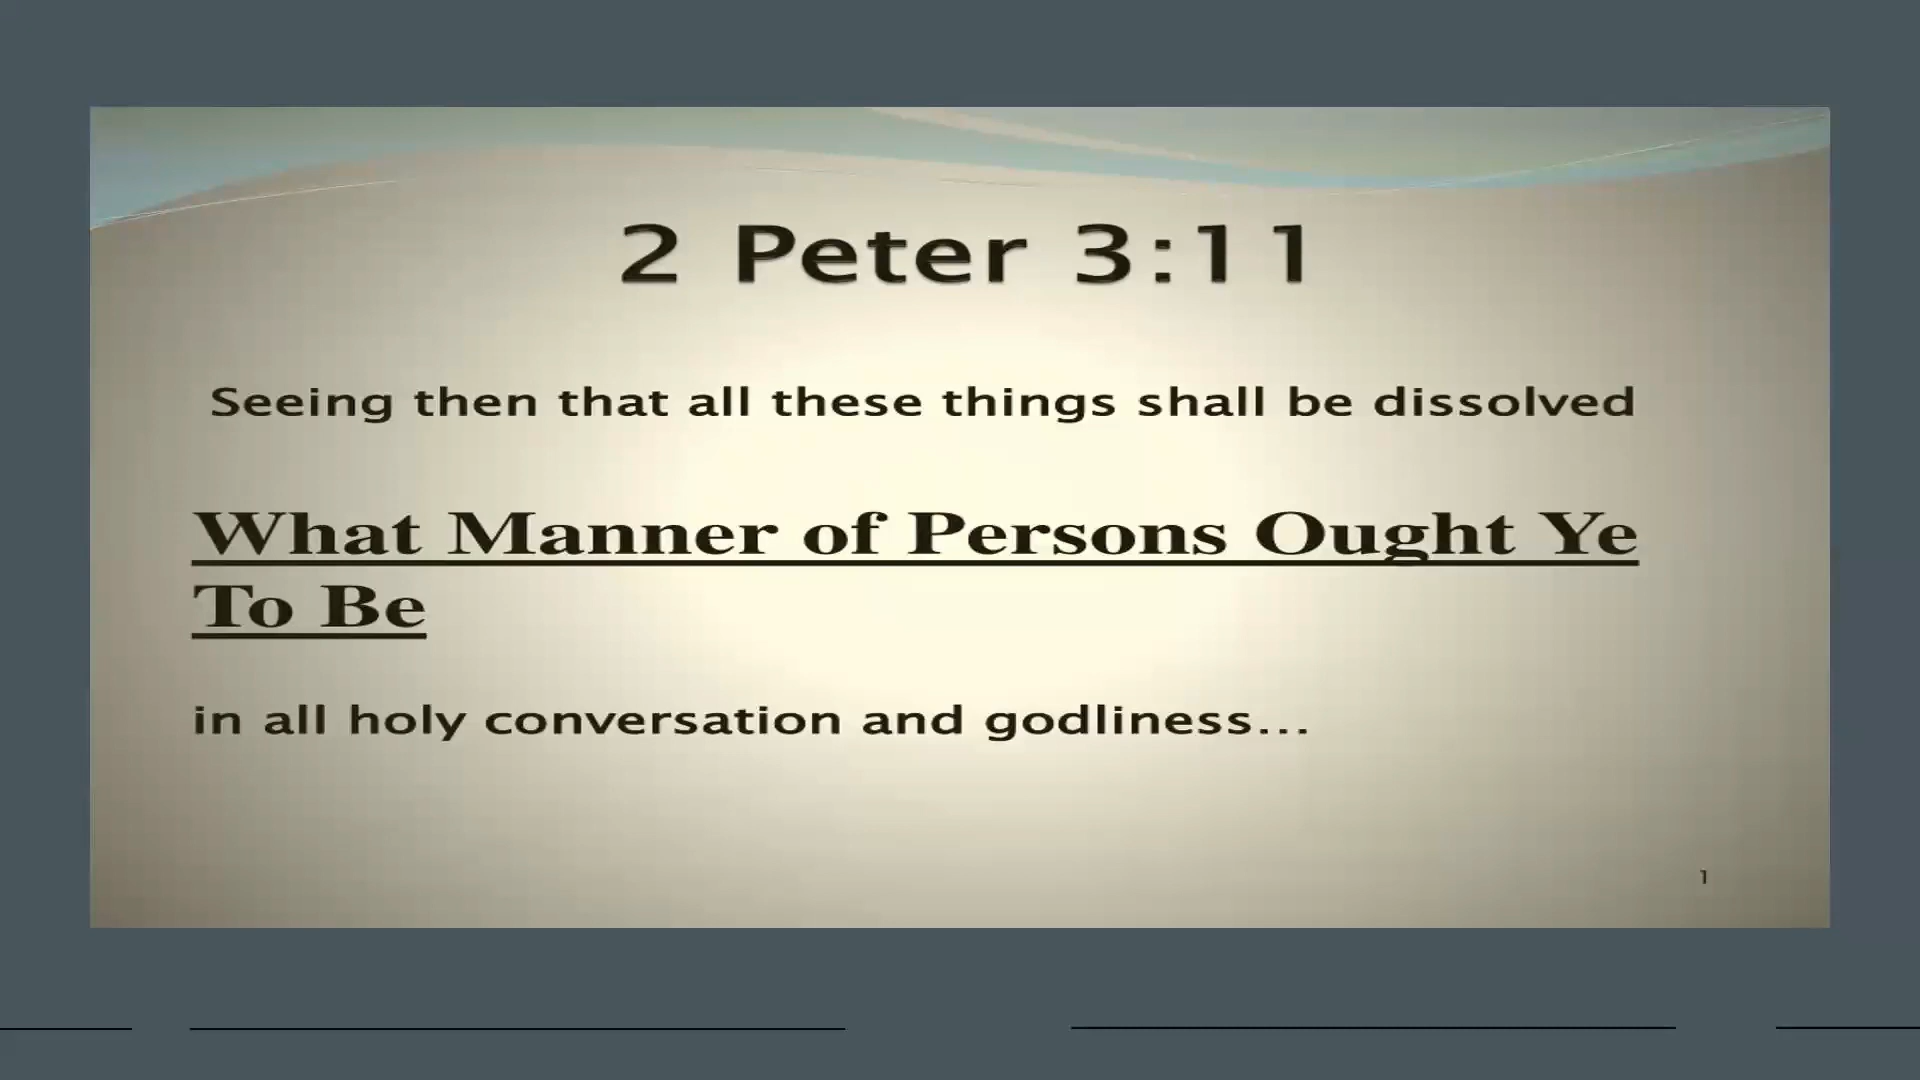 2 Peter 3:11
Seeing then that all these things shall be dissolved
What Manner of Persons Ought Ye
To Be
in all holy conversation and godliness...
1